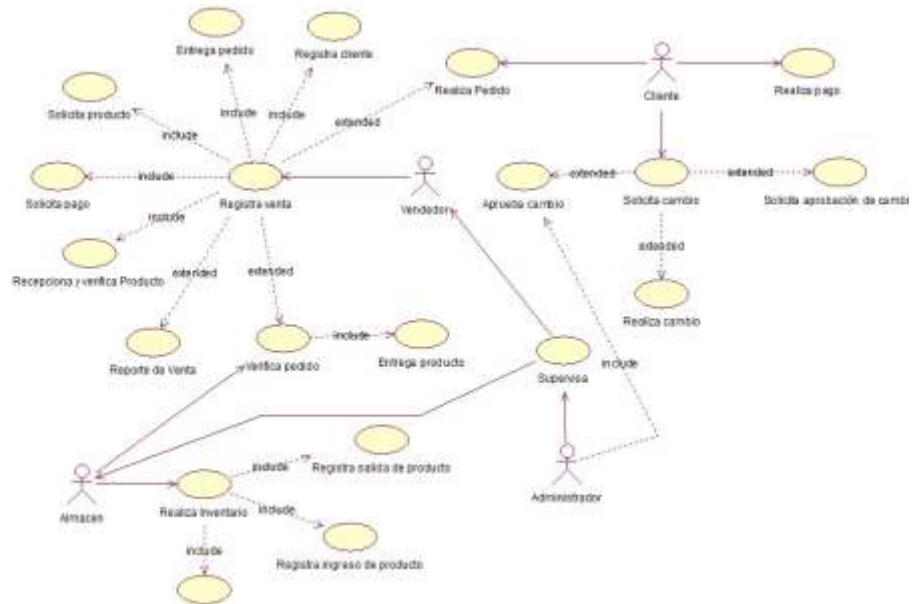 Entrega pedido
Registra cliente
Solicita producto
Realiza Pedido
Cliente
Realiza pago
include
include
include
extended
Solicita pago
include
Registra venta
Vendedor
Aprueba cambio
extended
Solicita cambio
extended
Solicita aprobación de cambi
include
Recepciona y verifica Producto
extended
extended
extended
Realiza cambio
Reporte de Venta
Verifica pedido
include
Entrega producto
Supervisa
include
Registra salida de producto
include
Almacen
Realiza Inventario
include
Administrador
Registra ingreso de producto
include